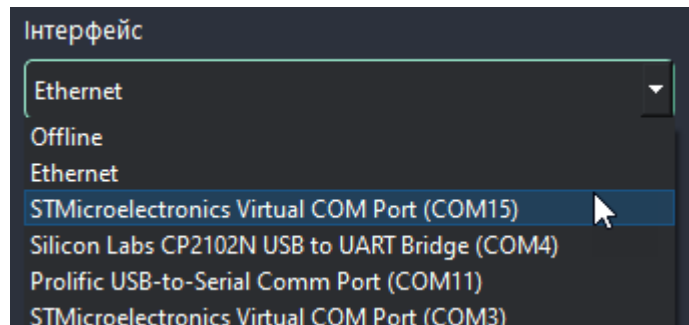 Інтерфейс
Ethernet
Offline
Ethernet
STMicroelectronics Virtual COM Port (COM15)
Silicon Labs CP2102N USB to UART Bridge (COM4)
Prolific USB-to-Serial Comm Port (COM11)
STMicroelectronics Virtual COM Port (COM3)